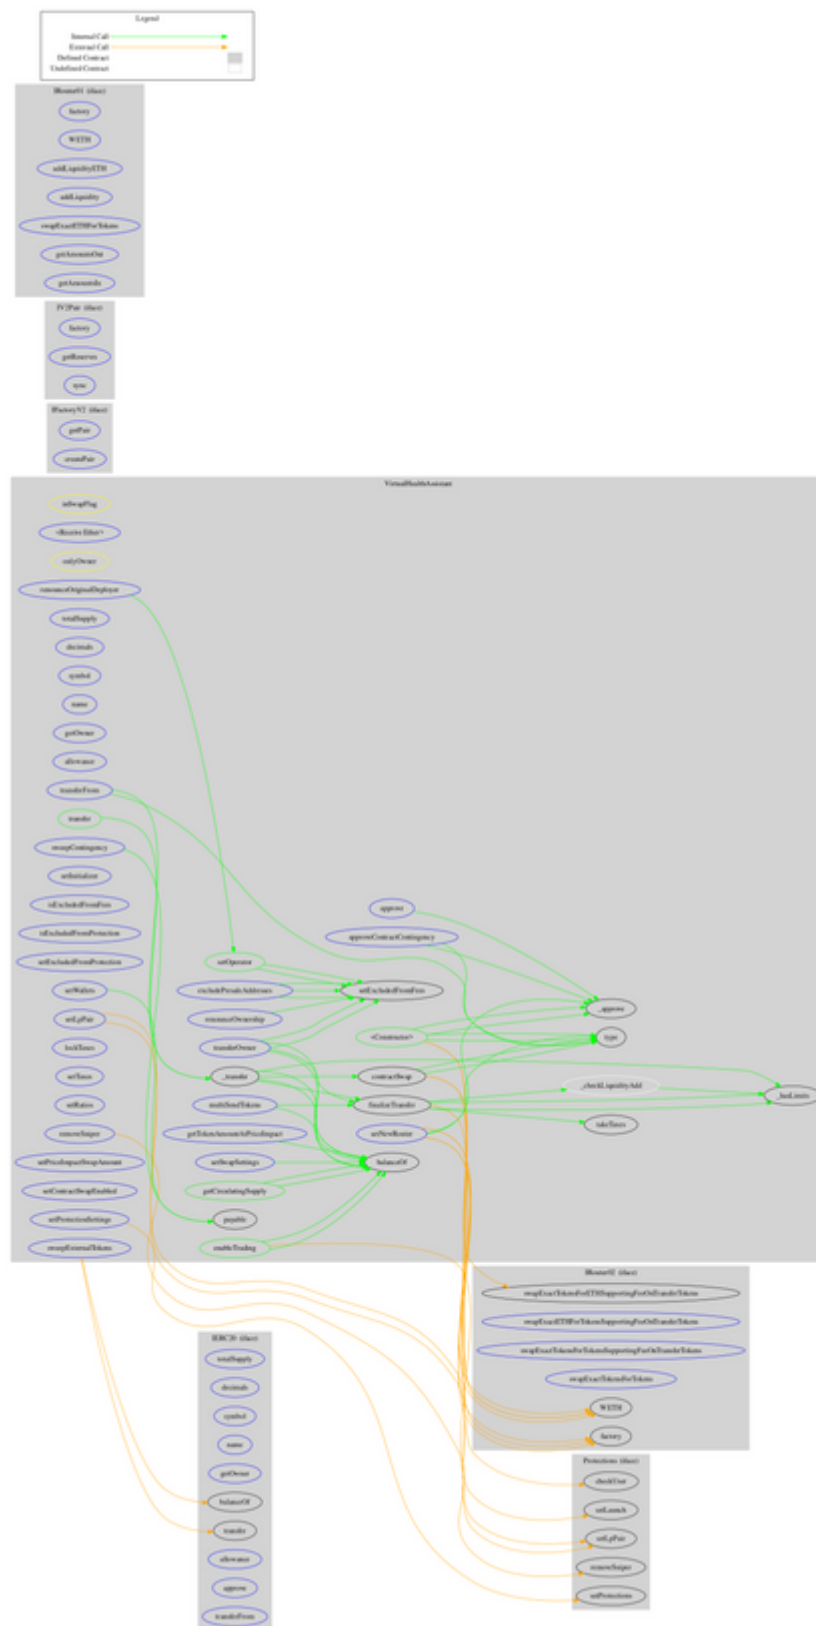 Legend
Internal Call
External Call
Defined Contract
Undefined Contract
IRouter01 (iface)
factory
WETH
addLiquidityETH
addLiquidity
swapExactETHForTokens
getAmountsOut
getAmountsIn
IV2Pair (iface)
factory
getReserves
sync
IFactoryV2 (iface)
getPair
createPair
VirtualHealthAssistant
inSwapFlag
<Receive Ether>
onlyOwner
renounceOriginalDeployer
totalSupply
decimals
symbol
name
getOwner
allowance
transferFrom
transfer
sweepContingency
setInitializer
isExcludedFromFees
isExcludedFromProtection
setExcludedFromProtection
setWallets
setLpPair
lockTaxes
setTaxes
setRatios
removeSniper
setPriceImpactSwapAmount
setContractSwapEnabled
setProtectionSettings
sweepExternalTokens
setOperator
excludePresaleAddresses
renounceOwnership
transferOwner
_transfer
multiSendTokens
getTokenAmountAtPriceImpact
setSwapSettings
getCirculatingSupply
payable
enableTrading
approve
approveContractContingency
setExcludedFromFees
<Constructor>
contractSwap
finalizeTransfer
setNewRouter
balanceOf
_approve
type
_checkLiquidityAdd
takeTaxes
_hasLimits
IRouter02 (iface)
swapExactTokensForETHSupportingFeeOnTransferTokens
swapExactETHForTokensSupportingFeeOnTransferTokens
swapExactTokensForTokensSupportingFeeOnTransferTokens
swapExactTokensForTokens
WETH
factory
IERC20 (iface)
totalSupply
decimals
symbol
name
getOwner
balanceOf
transfer
allowance
approve
transferFrom
Protections (iface)
checkUser
setLaunch
setLpPair
removeSniper
setProtections